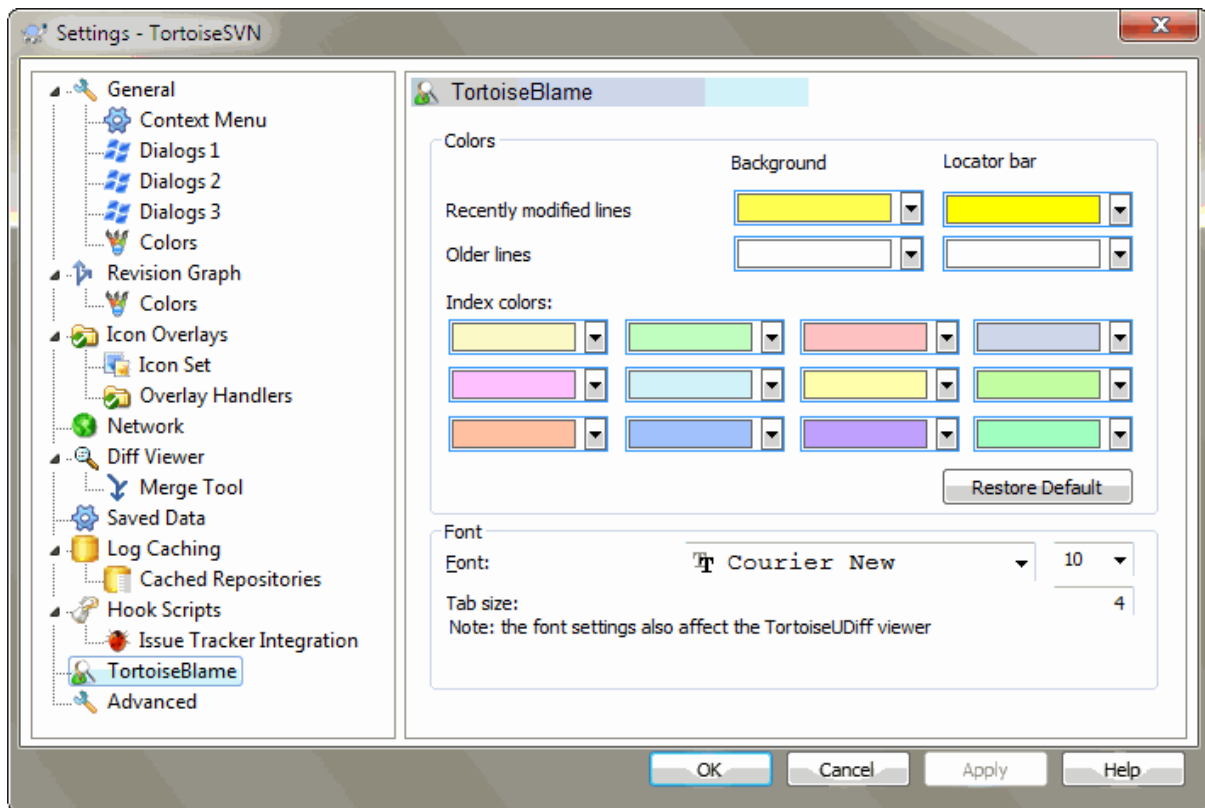 Settings - TortoiseSVN
General
Context Menu
Dialogs 1
Dialogs 2
Dialogs 3
Colors
Revision Graph
Colors
Icon Overlays
Icon Set
Overlay Handlers
Network
Diff Viewer
Merge Tool
Saved Data
Log Caching
Cached Repositories
Hook Scripts
Issue Tracker Integration
TortoiseBlame
Advanced
TortoiseBlame
Colors
Background Locator bar
Recently modified lines
Older lines
Index colors:
Restore Default
Font
Font: Courier New 10
Tab size: 4
Note: the font settings also affect the TortoiseUDiff viewer
OK Cancel Apply Help